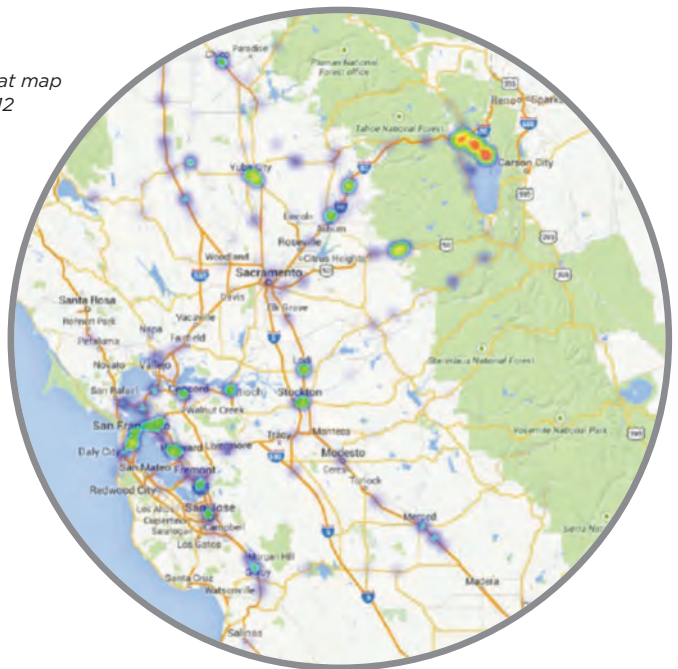 at map
12
Chico
Paradise
Plumas National
Forest office
Reno
Sparks
Tahoe National Forest
Carson City
Yuba City
Lincoln
Auburn
Roseville
Citrus Heights
Woodland
Sacramento
Davis
Elk Grove
Santa Rosa
Rohnert Park
Petaluma
Napa
Vacaville
Fairfield
Novato
Vallejo
Lodi
Stanislaus National Forest
San Rafael
Concord
Stockton
Walnut Creek
San Francisco
Yosemite National Park
Tracy
Manteca
Daly City
Livermore
Modesto
San Mateo
Fremont
Ceres
Turlock
Redwood City
Los Altos
San Jose
Cupertino
Campbell
Saratoga
Merced
Los Gatos
Morgan Hill
Gilroy
Santa Cruz
Madera
Watsonville
Salinas